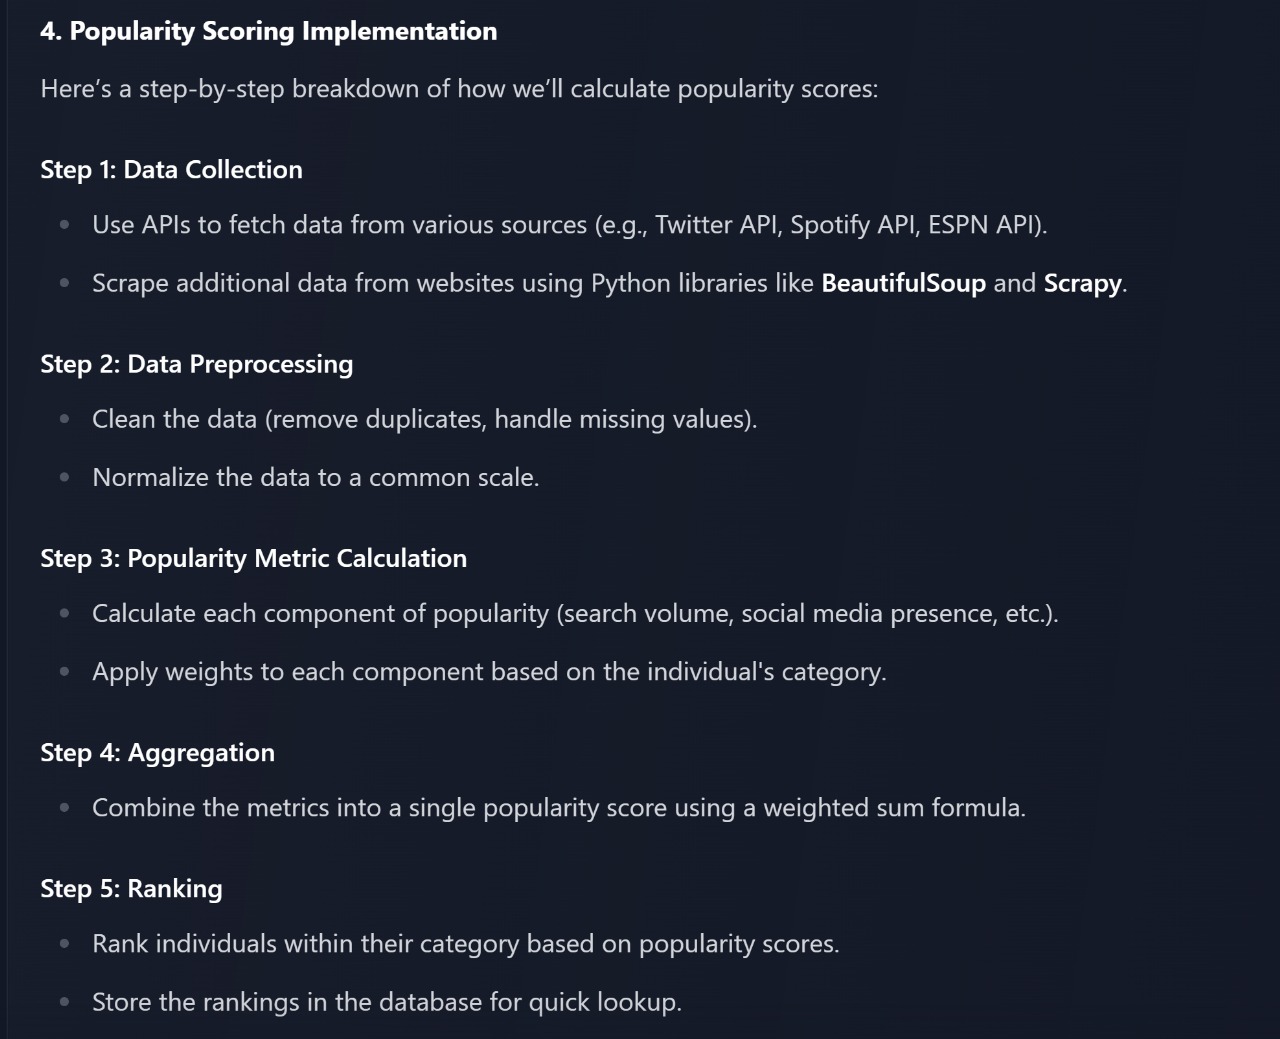 4. Popularity Scoring Implementation
Here’s a step-by-step breakdown of how we’ll calculate popularity scores:
Step 1: Data Collection
Use APIs to fetch data from various sources (e.g., Twitter API, Spotify API, ESPN API).
Scrape additional data from websites using Python libraries like BeautifulSoup and Scrapy.
Step 2: Data Preprocessing
Clean the data (remove duplicates, handle missing values).
Normalize the data to a common scale.
Step 3: Popularity Metric Calculation
Calculate each component of popularity (search volume, social media presence, etc.).
Apply weights to each component based on the individual's category.
Step 4: Aggregation
Combine the metrics into a single popularity score using a weighted sum formula.
Step 5: Ranking
Rank individuals within their category based on popularity scores.
Store the rankings in the database for quick lookup.